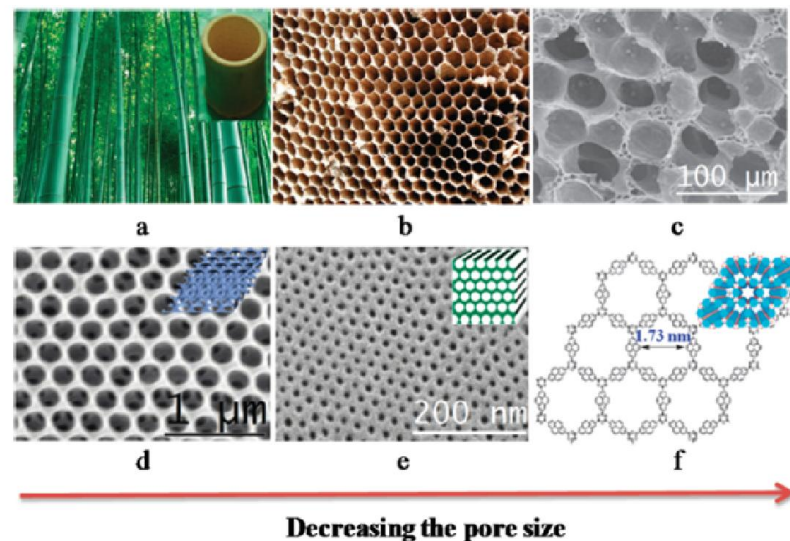 100 µm
a
b
c
1 µm
200 nm
1.73 nm
d
e
f
Decreasing the pore size